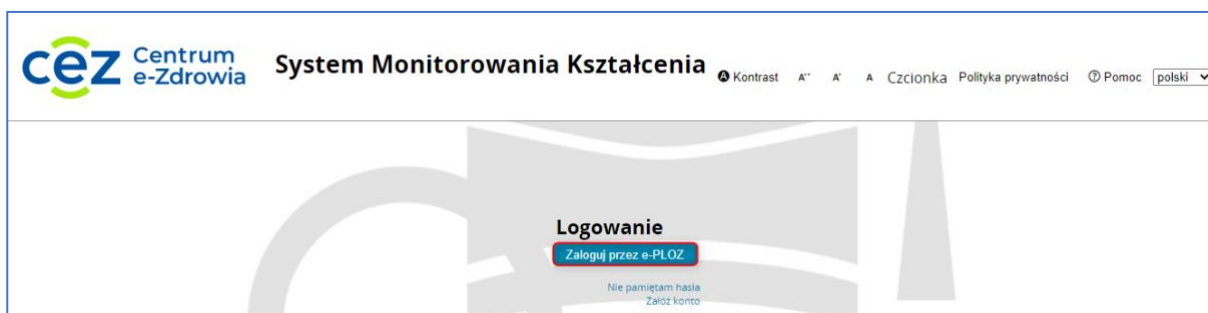 cez Centrum
e-Zdrowia
System Monitorowania Kształcenia
A Kontrast A++ A+ A Czcionka Polityka prywatności ? Pomoc polski
Logowanie
Zaloguj przez e-PLOZ
Nie pamiętam hasła
Załóż konto